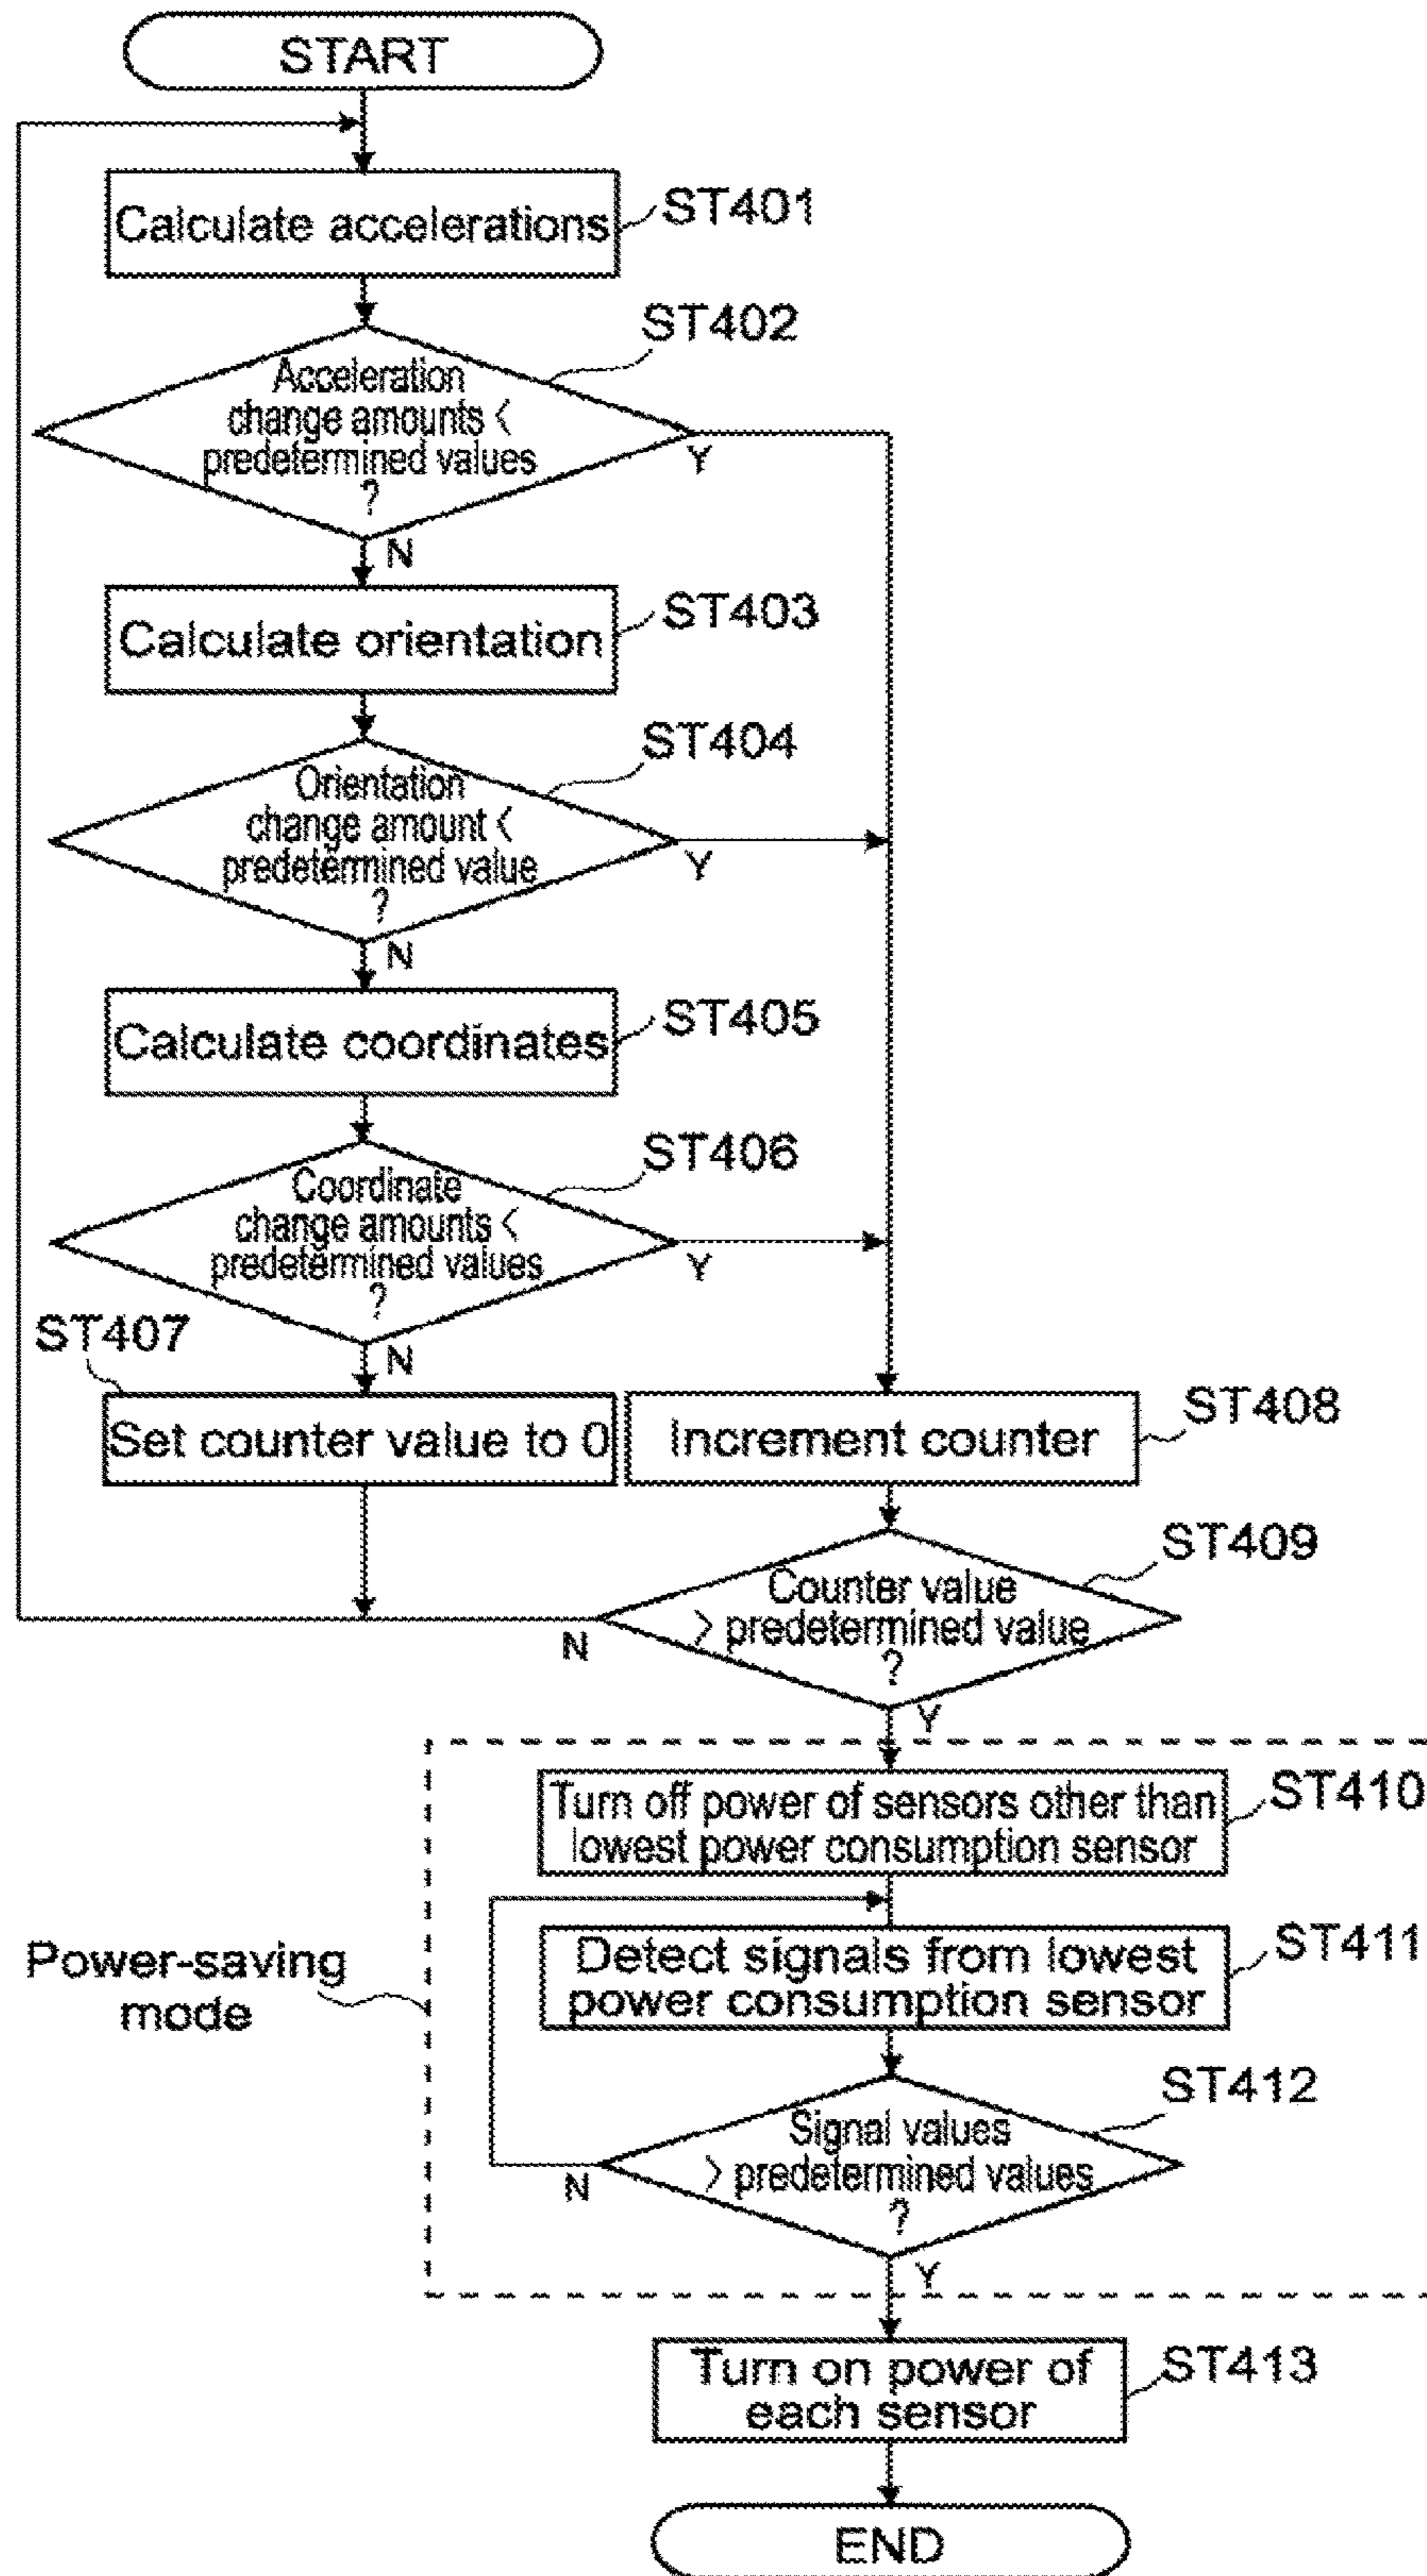 START
Calculate accelerations
ST401
ST402
Acceleration
change amounts <
predetermined values
?
Y
N
Calculate orientation
ST403
ST404
Orientation
change amount <
predetermined value
?
Y
N
Calculate coordinates
ST405
ST406
Coordinate
change amounts <
predetermined values
?
Y
N
ST407
Set counter value to 0
Increment counter
ST408
ST409
Counter value
> predetermined value
?
N
Y
Turn off power of sensors other than
lowest power consumption sensor
ST410
Power-saving
mode
Detect signals from lowest
power consumption sensor
ST411
ST412
Signal values
> predetermined values
?
N
Y
Turn on power of
each sensor
ST413
END